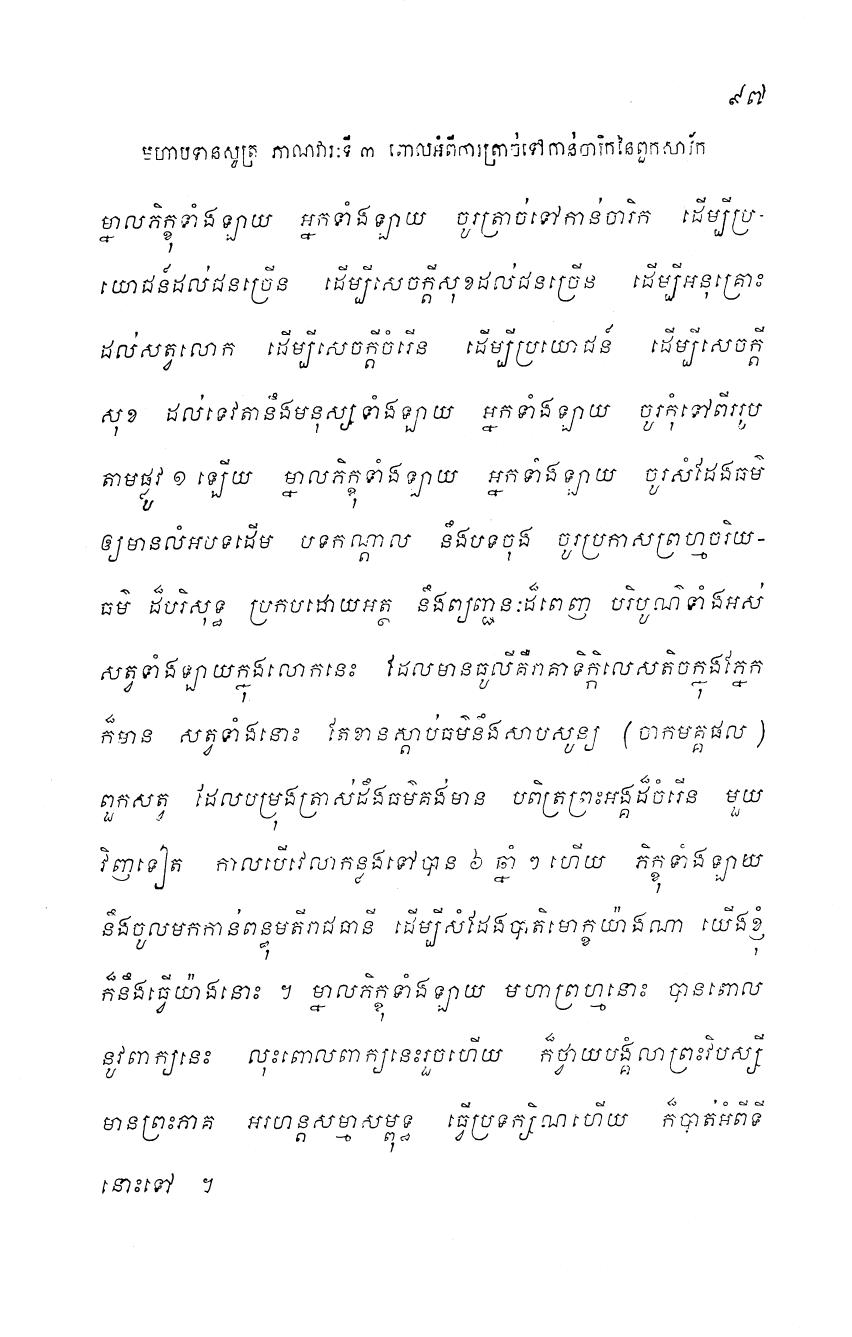 ៩៧
មហាបទានសូត្រ ភាណវារៈទី ៣ ពោលអំពីការត្រាច់ទៅកាន់ចារិកនៃពួកសាវ័ក
ម្នាលភិក្ខុទាំងឡាយ អ្នកទាំងឡាយ ចូរត្រាច់ទៅកាន់ចារិក ដើម្បីប្រ-
យោជន៍ដល់ជនច្រើន ដើម្បីសេចក្តីសុខដល់ជនច្រើន ដើម្បីអនុគ្រោះ
ដល់សត្វលោក ដើម្បីសេចក្តីចំរើន ដើម្បីប្រយោជន៍ ដើម្បីសេចក្តី
សុខ ដល់ទេវតានឹងមនុស្សទាំងឡាយ អ្នកទាំងឡាយ ចូរកុំទៅពីររូប
តាមផ្លូវ ១ ឡើយ ម្នាលភិក្ខុទាំងឡាយ អ្នកទាំងឡាយ ចូរសំដែងធម៌
ឲ្យមានលំអបទដើម បទកណ្តាល នឹងបទចុង ចូរប្រកាសព្រហ្មចរិយ-
ធម៌ ដ៏បរិសុទ្ធ ប្រកបដោយអត្ថ នឹងព្យញ្ជនៈដ៏ពេញ បរិបូណ៌ទាំងអស់
សត្វទាំងឡាយក្នុងលោកនេះ ដែលមានធូលីគឺរាគាទិក្កិលេសតិចក្នុងភ្នែក
ក៏មាន សត្វទាំងនោះ តែខានស្តាប់ធម៌នឹងសាបសូន្យ (ចាកមគ្គផល)
ពួកសត្វ ដែលបម្រុងត្រាស់ដឹងធម៌គង់មាន បពិត្រព្រះអង្គដ៏ចំរើន មួយ
វិញទៀត កាលបើវេលាកន្លងទៅបាន ៦ ឆ្នាំ ៗ ហើយ ភិក្ខុទាំងឡាយ
នឹងចូលមកកាន់ពន្ធុមតីរាជធានី ដើម្បីសំដែងបាតិមោក្ខយ៉ាងណា យើងខ្ញុំ
ក៏នឹងធ្វើយ៉ាងនោះ ។ ម្នាលភិក្ខុទាំងឡាយ មហាព្រហ្មនោះ បានពោល
នូវពាក្យនេះ លុះពោលពាក្យនេះរួចហើយ ក៏ថ្វាយបង្គំលាព្រះវិបស្សី
មានព្រះភាគ អរហន្តសម្មាសម្ពុទ្ធ ធ្វើប្រទក្សិណហើយ ក៏បាត់អំពីទី
នោះទៅ ។